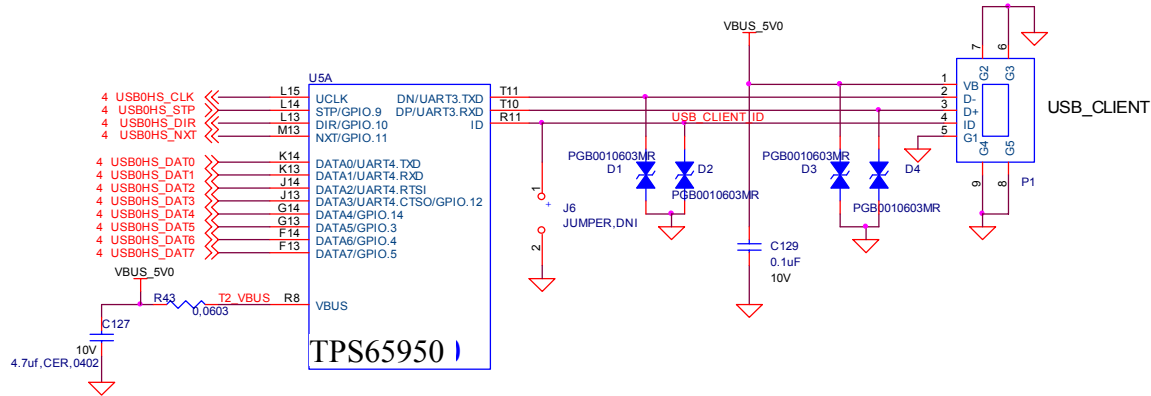 VBUS_5V0
7
6
G2
G3
U5A
4 USB0HS_CLK
L15
UCLK
DN/UART3.TXD
T11
1
VB
4 USB0HS_STP
L14
STP/GPIO.9
DP/UART3.RXD
T10
2
D-
4 USB0HS_DIR
L13
DIR/GPIO.10
ID
R11
USB_CLIENT_ID
3
D+
4 USB0HS_NXT
M13
NXT/GPIO.11
4
ID
5
G1
USB_CLIENT
4 USB0HS_DAT0
K14
DATA0/UART4.TXD
4 USB0HS_DAT1
K13
DATA1/UART4.RXD
4 USB0HS_DAT2
J14
DATA2/UART4.RTSI
4 USB0HS_DAT3
J13
DATA3/UART4.CTSO/GPIO.12
4 USB0HS_DAT4
G14
DATA4/GPIO.14
4 USB0HS_DAT5
G13
DATA5/GPIO.3
4 USB0HS_DAT6
F14
DATA6/GPIO.4
4 USB0HS_DAT7
F13
DATA7/GPIO.5
PGB0010603MR
D1
D2
PGB0010603MR
PGB0010603MR
D3
D4
PGB0010603MR
G4
G5
9
8
P1
1
+
J6
JUMPER,DNI
2
C129
0.1uF
10V
VBUS_5V0
R43
T2_VBUS
R8
VBUS
0,0603
C127
10V
4.7uf,CER,0402
TPS65950